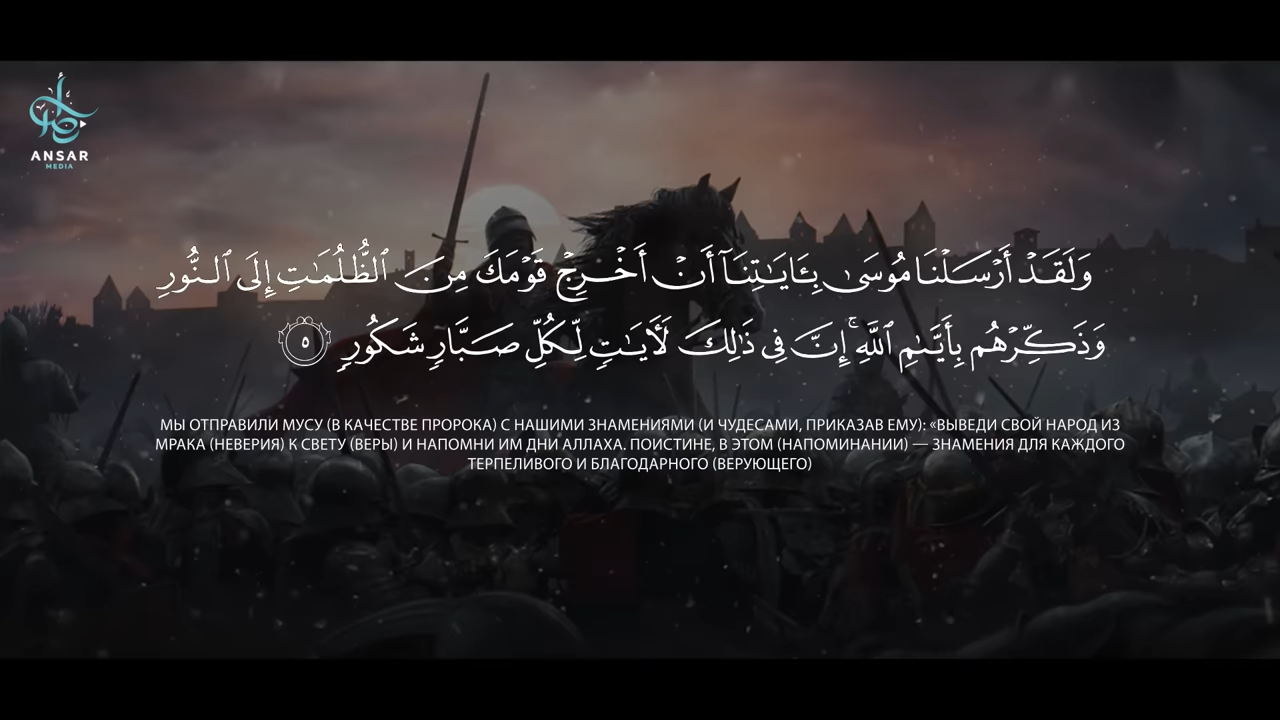 ANSAR
MEDIA
وَلَقَدْ أَرْسَلْنَا مُوسَىٰ بِـَٔايَـٰتِنَآ أَنْ أَخْرِجْ قَوْمَكَ مِنَ ٱلظُّلُمَـٰتِ إِلَى ٱلنُّورِ
وَذَكِّرْهُم بِأَيَّىٰمِ ٱللَّهِ ۚ إِنَّ فِى ذَٰلِكَ لَـَٔايَـٰتٍ لِّكُلِّ صَبَّارٍ شَكُورٍ ٥
МЫ ОТПРАВИЛИ МУСУ (В КАЧЕСТВЕ ПРОРОКА) С НАШИМИ ЗНАМЕНИЯМИ (И ЧУДЕСАМИ, ПРИКАЗАВ ЕМУ): «ВЫВЕДИ СВОЙ НАРОД ИЗ
МРАКА (НЕВЕРИЯ) К СВЕТУ (ВЕРЫ) И НАПОМНИ ИМ ДНИ АЛЛАХА. ПОИСТИНЕ, В ЭТОМ (НАПОМИНАНИИ) — ЗНАМЕНИЯ ДЛЯ КАЖДОГО
ТЕРПЕЛИВОГО И БЛАГОДАРНОГО (ВЕРУЮЩЕГО)